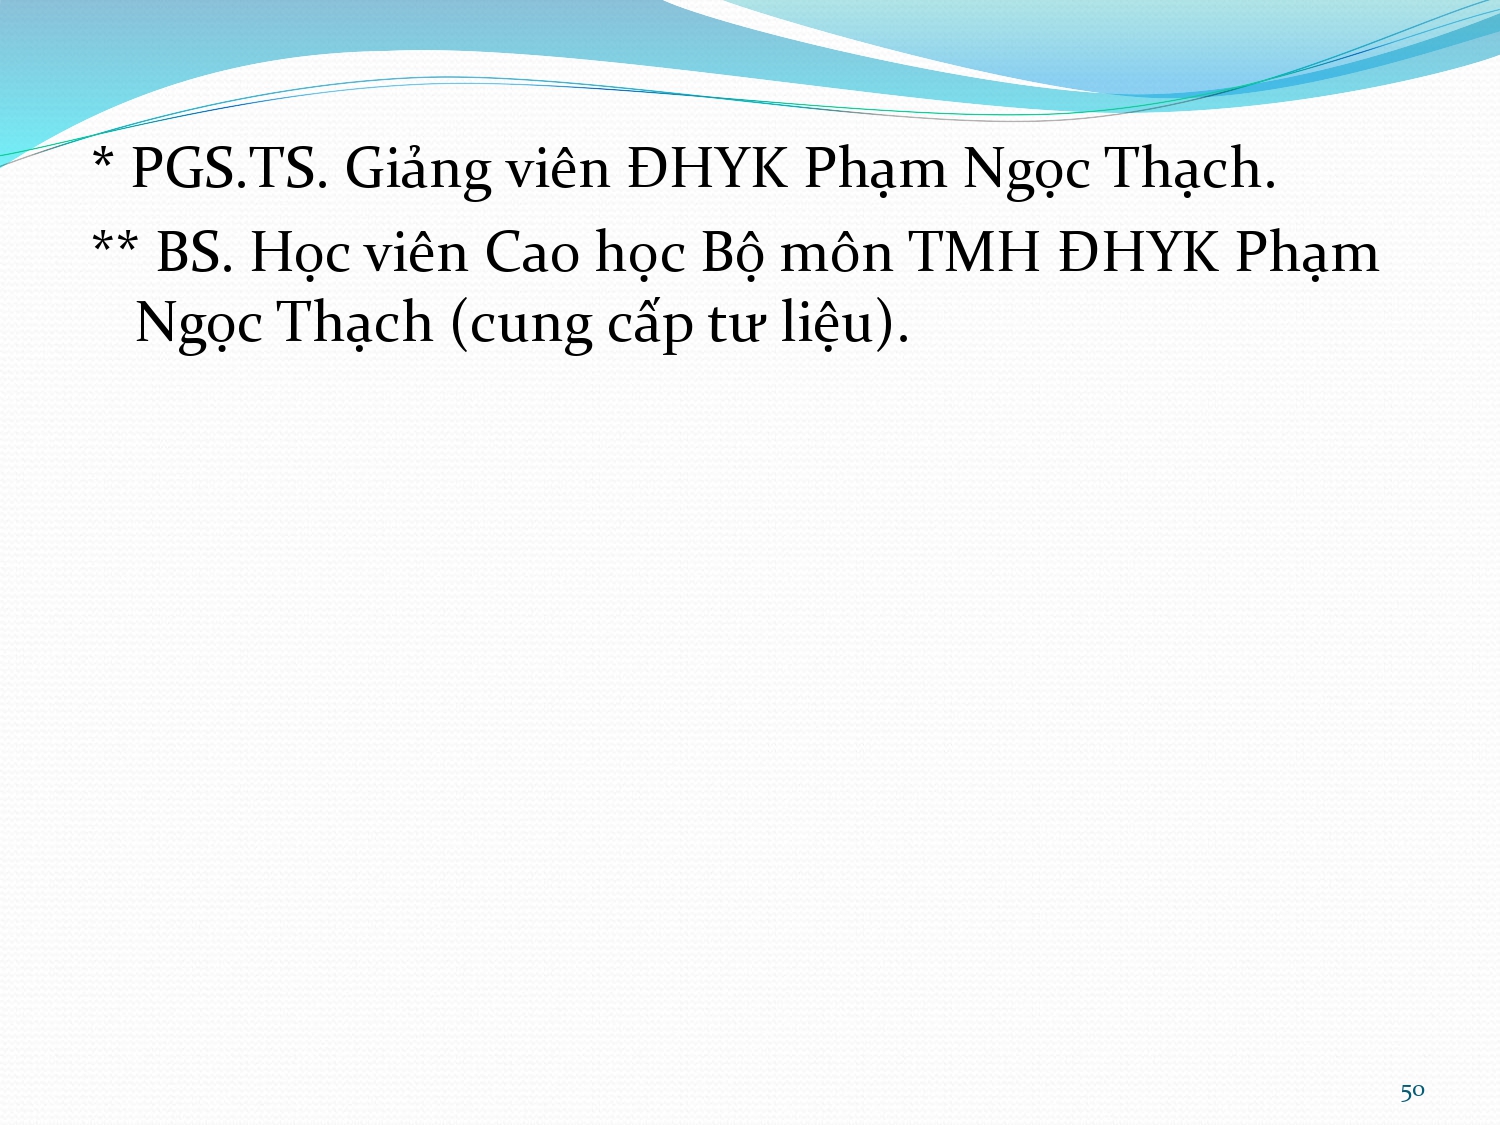 * PGS.TS. Giảng viên ĐHYK Phạm Ngọc Thạch.
** BS. Học viên Cao học Bộ môn TMH ĐHYK Phạm
Ngọc Thạch (cung cấp tư liệu).
50